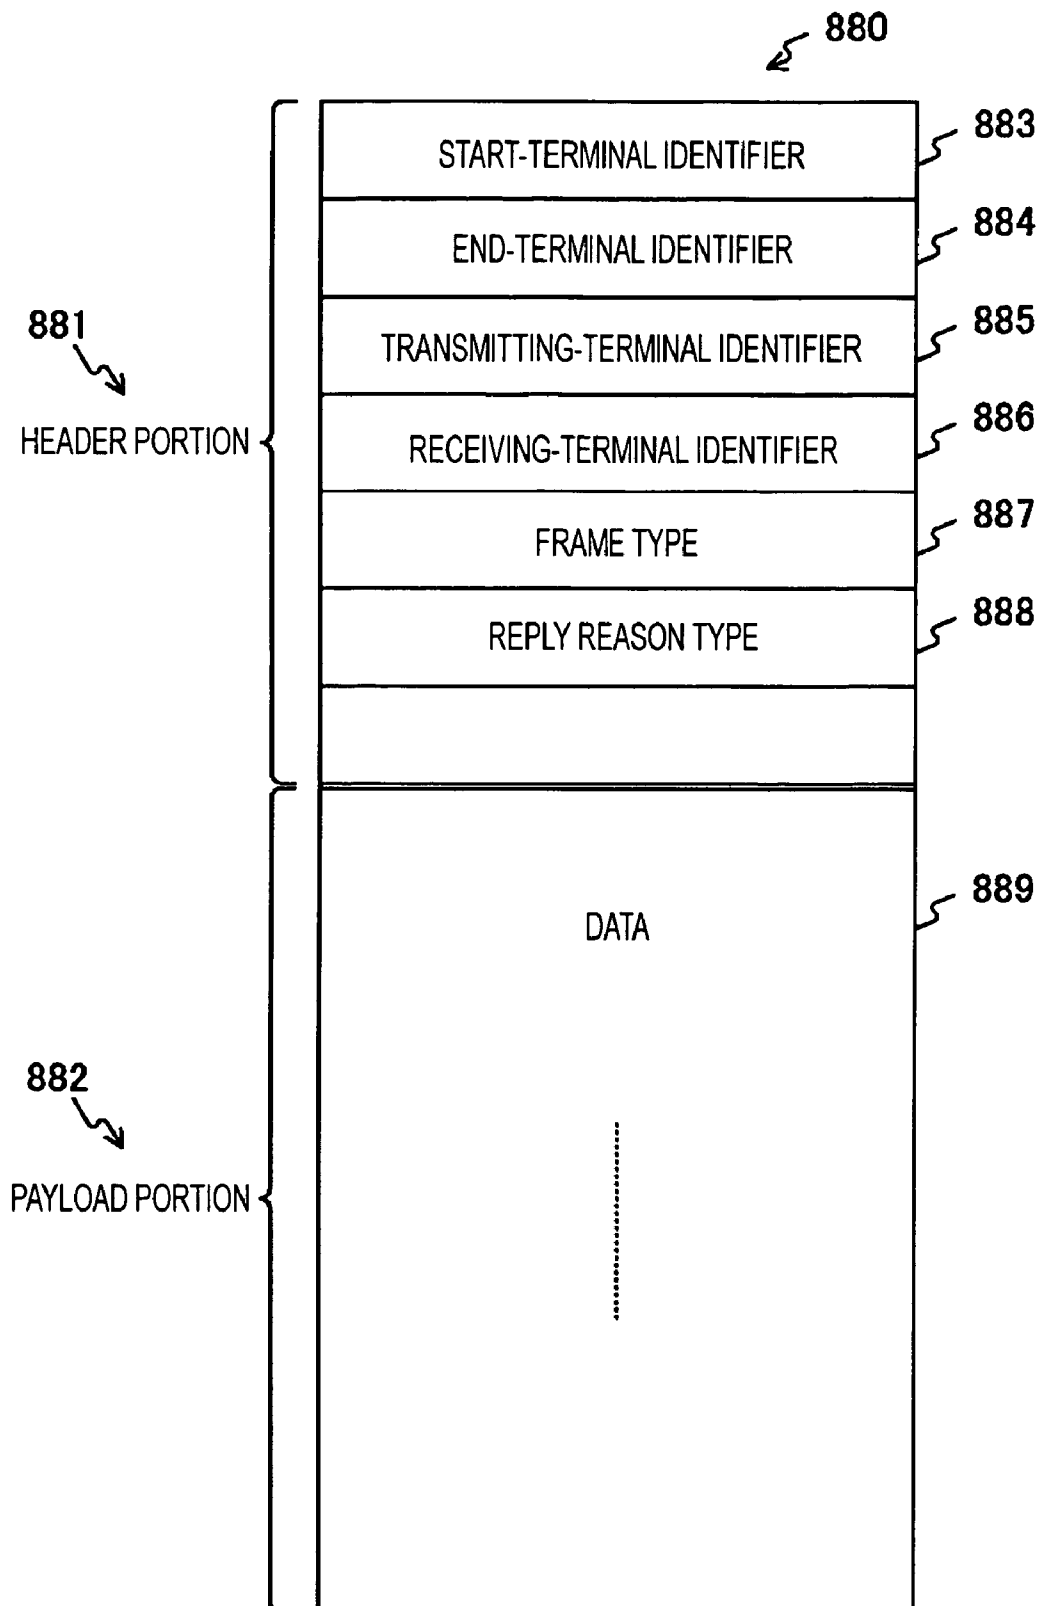 880
START-TERMINAL IDENTIFIER
883
END-TERMINAL IDENTIFIER
884
881
HEADER PORTION
TRANSMITTING-TERMINAL IDENTIFIER
885
RECEIVING-TERMINAL IDENTIFIER
886
FRAME TYPE
887
REPLY REASON TYPE
888
DATA
889
882
PAYLOAD PORTION